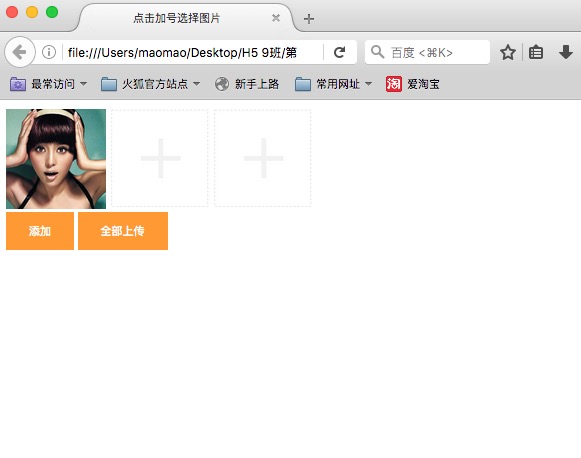 点击加号选择图片
file:///Users/maomao/Desktop/H5 9班/第
百度 <⌘K>
最常访问
火狐官方站点
新手上路
常用网址
淘
爱淘宝
添加
全部上传